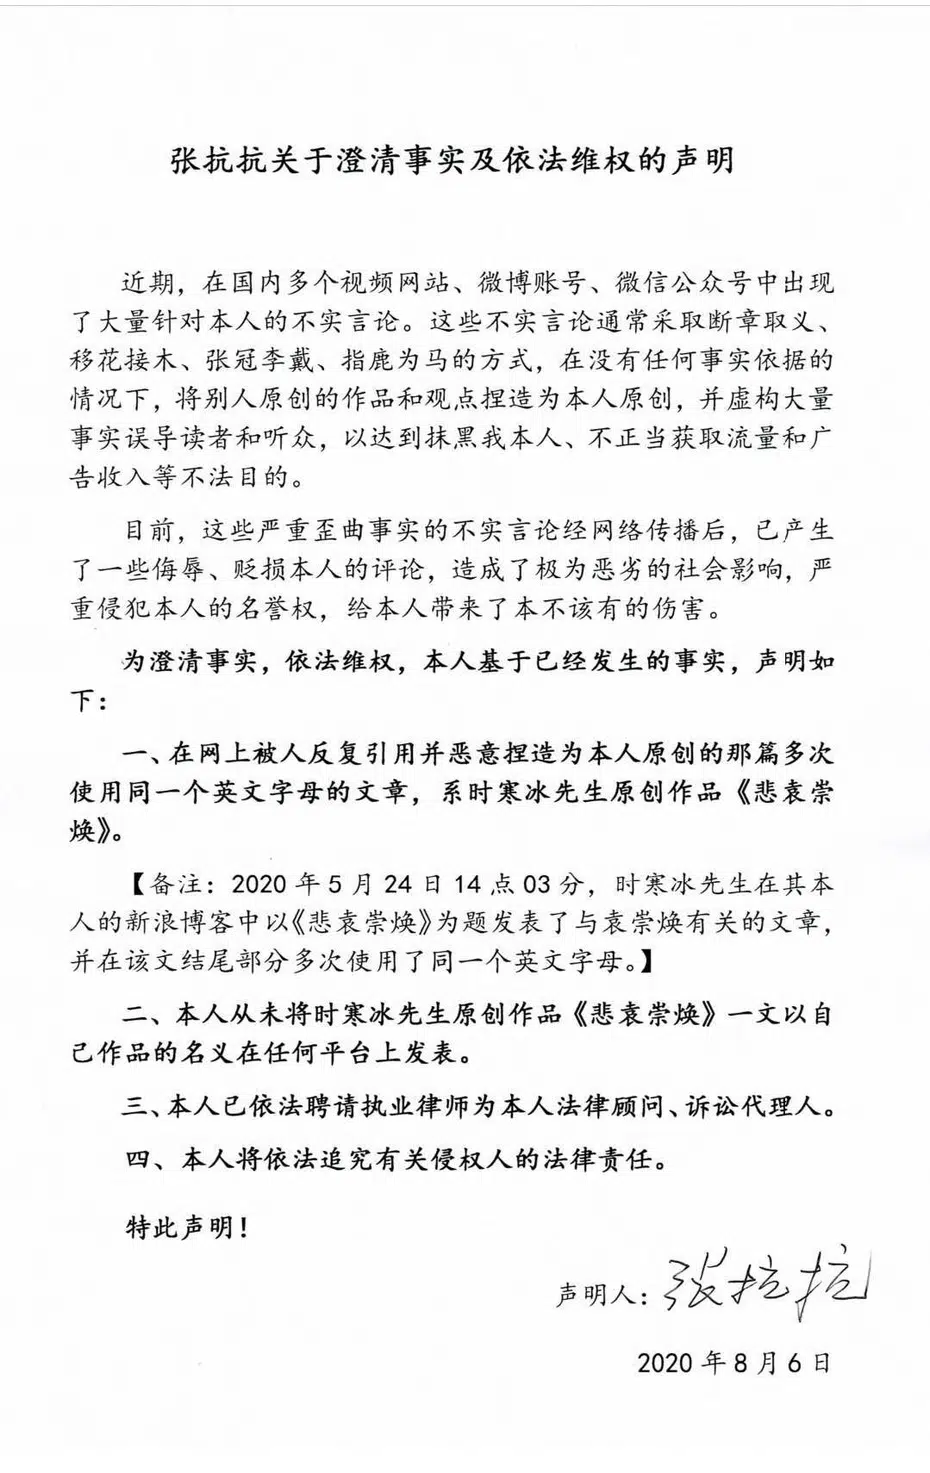 张抗抗关于澄清事实及依法维权的声明
近期，在国内多个视频网站、微博账号、微信公众号中出现
了大量针对本人的不实言论。这些不实言论通常采取断章取义、
移花接木、张冠李戴、指鹿为马的方式，在没有任何事实依据的
情况下，将别人原创的作品和观点捏造为本人原创，并虚构大量
事实误导读者和听众，以达到抹黑我本人、不正当获取流量和广
告收入等不法目的。
目前，这些严重歪曲事实的不实言论经网络传播后，已产生
了一些侮辱、贬损本人的评论，造成了极为恶劣的社会影响，严
重侵犯本人的名誉权，给本人带来了本不该有的伤害。
为澄清事实，依法维权，本人基于已经发生的事实，声明如
下：
一、在网上被人反复引用并恶意捏造为本人原创的那篇多次
使用同一个英文字母的文章，系时寒冰先生原创作品《悲袁崇
焕》。
【备注：2020 年 5 月 24 日 14 点 03 分，时寒冰先生在其本
人的新浪博客中以《悲袁崇焕》为题发表了与袁崇焕有关的文章，
并在该文结尾部分多次使用了同一个英文字母。】
二、本人从未将时寒冰先生原创作品《悲袁崇焕》一文以自
己作品的名义在任何平台上发表。
三、本人已依法聘请执业律师为本人法律顾问、诉讼代理人。
四、本人将依法追究有关侵权人的法律责任。
特此声明！
声明人：张抗抗
2020 年 8 月 6 日